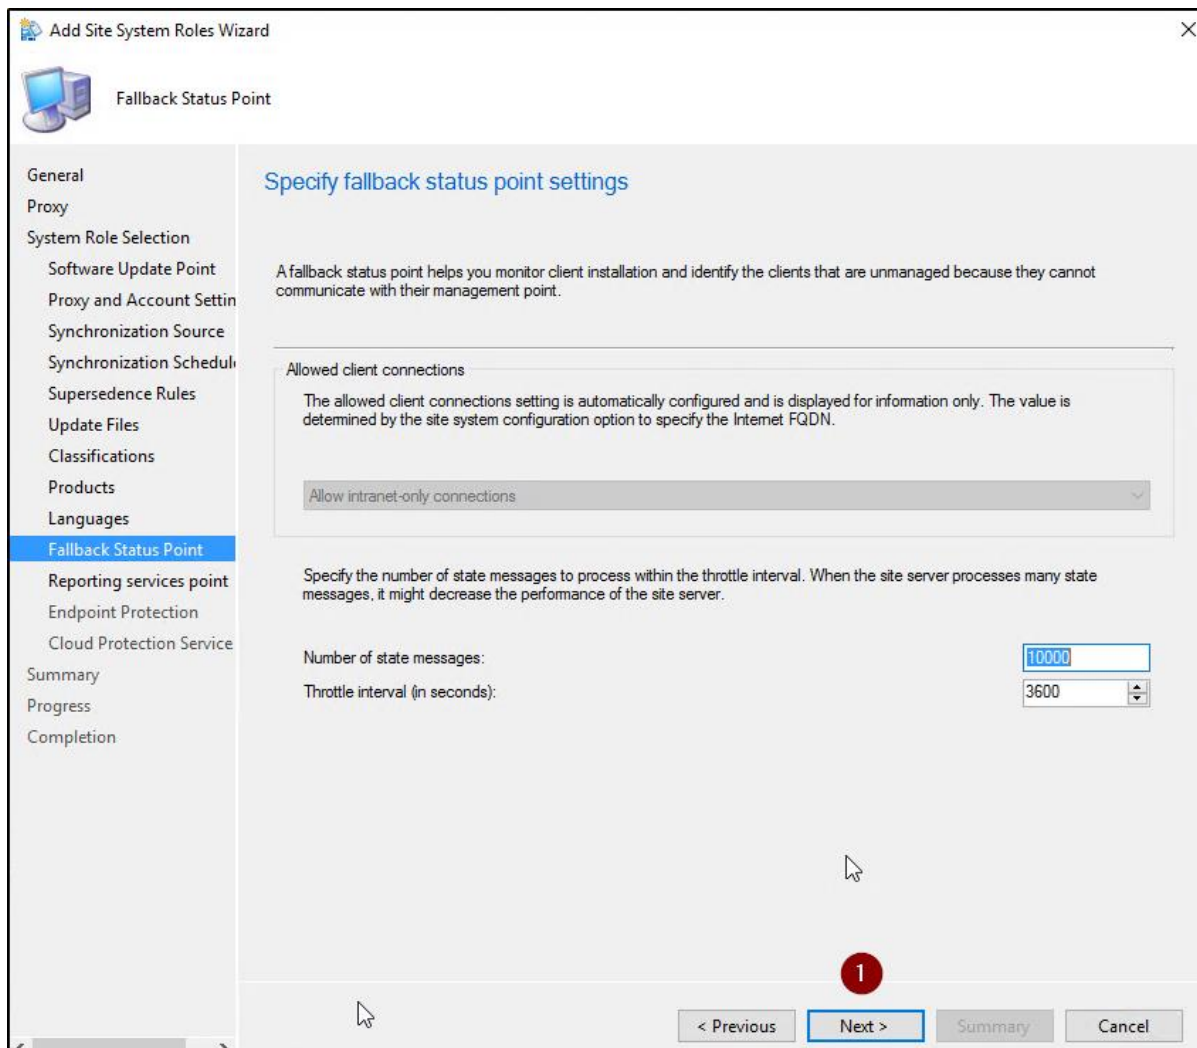 Add Site System Roles Wizard
Fallback Status Point
General
Proxy
System Role Selection
Software Update Point
Proxy and Account Settin
Synchronization Source
Synchronization Schedul
Supersedence Rules
Update Files
Classifications
Products
Languages
Fallback Status Point
Reporting services point
Endpoint Protection
Cloud Protection Service
Summary
Progress
Completion
Specify fallback status point settings
A fallback status point helps you monitor client installation and identify the clients that are unmanaged because they cannot
communicate with their management point.
Allowed client connections
The allowed client connections setting is automatically configured and is displayed for information only. The value is
determined by the site system configuration option to specify the Internet FQDN.
Allow intranet-only connections
Specify the number of state messages to process within the throttle interval. When the site server processes many state
messages, it might decrease the performance of the site server.
Number of state messages: 10000
Throttle interval (in seconds): 3600
1
< Previous Next > Summary Cancel